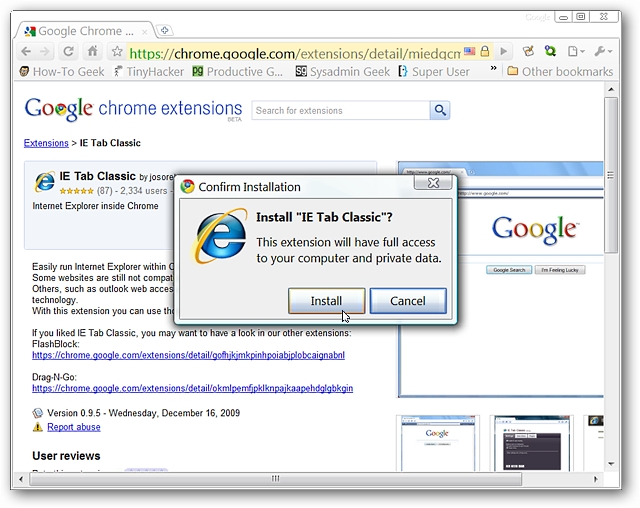 Google
Google Chrome ...
https://chrome.google.com/extensions/detail/miedgcm
How-To Geek TinyHacker Productive G... Sysadmin Geek Super User » Other bookmarks
Google chrome extensions
BETA
Search for extensions
Extensions > IE Tab Classic
IE Tab Classic by josore
(87) - 2,334 users -
Internet Explorer inside Chrome
Confirm Installation
Install "IE Tab Classic"?
This extension will have full access
to your computer and private data.
Install Cancel
Google
Google Search I'm Feeling Lucky
Easily run Internet Explorer within C
Some websites are still not compat
Others, such as outlook web acces
technology.
With this extension you can use the
If you liked IE Tab Classic, you may want to have a look in our other extensions:
FlashBlock:
https://chrome.google.com/extensions/detail/gofhjkjmkpinhpoiabjplobcaignabnl
Drag-N-Go:
https://chrome.google.com/extensions/detail/okmlpemfjpklknpajkaapehdglgbkgin
Version 0.9.5 - Wednesday, December 16, 2009
Report abuse
User reviews